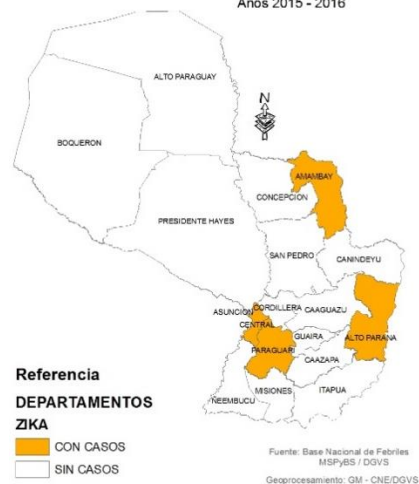 Años 2015 - 2016
ALTO PARAGUAY
N
BOQUERON
AMAMBAY
CONCEPCION
PRESIDENTE HAYES
SAN PEDRO
CANINDEYU
ASUNCION
CORDILLERA
CAAGUAZU
CENTRAL
GUAIRA
ALTO PARANA
PARAGUARI
CAAZAPA
MISIONES
ITAPUA
ÑEEMBUCU
Referencia
DEPARTAMENTOS
ZIKA
CON CASOS
SIN CASOS
Fuente: Base Nacional de Febriles
MSPyBS / DGVS
Geoprocesamiento: GM - CNE/DGVS